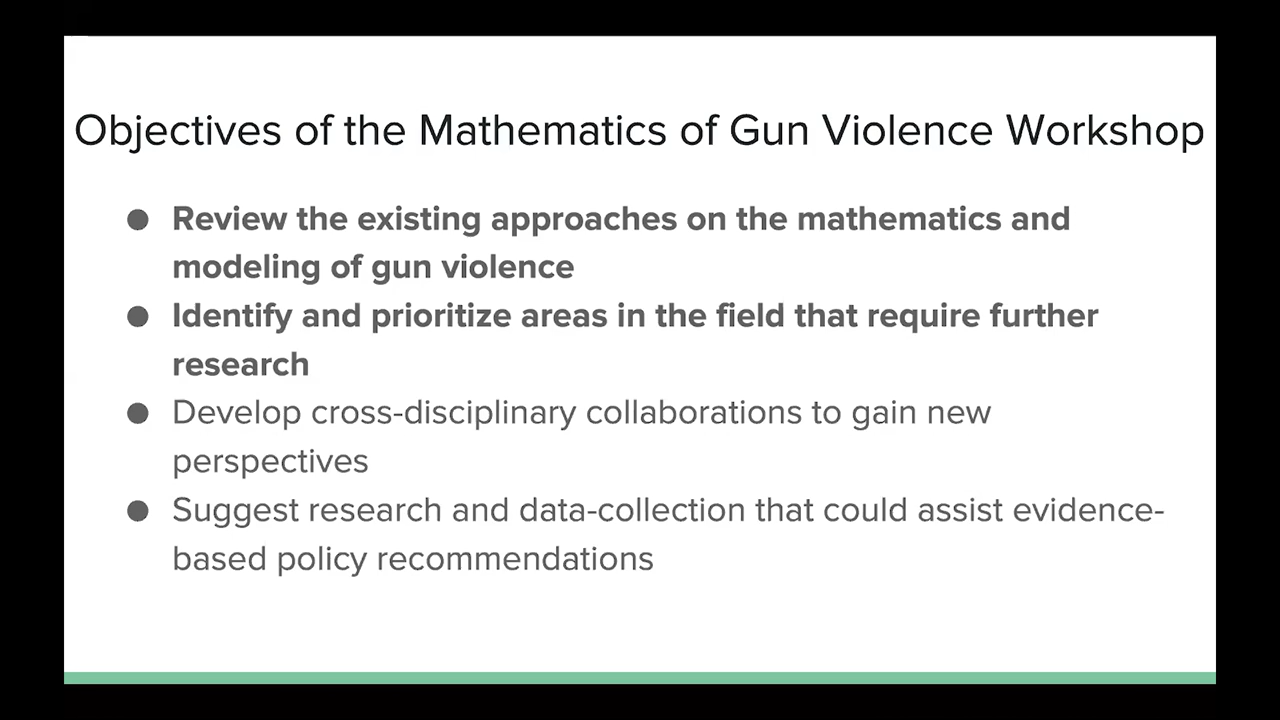 Objectives of the Mathematics of Gun Violence Workshop
● Review the existing approaches on the mathematics and
modeling of gun violence
● Identify and prioritize areas in the field that require further
research
● Develop cross-disciplinary collaborations to gain new
perspectives
● Suggest research and data-collection that could assist evidence-
based policy recommendations